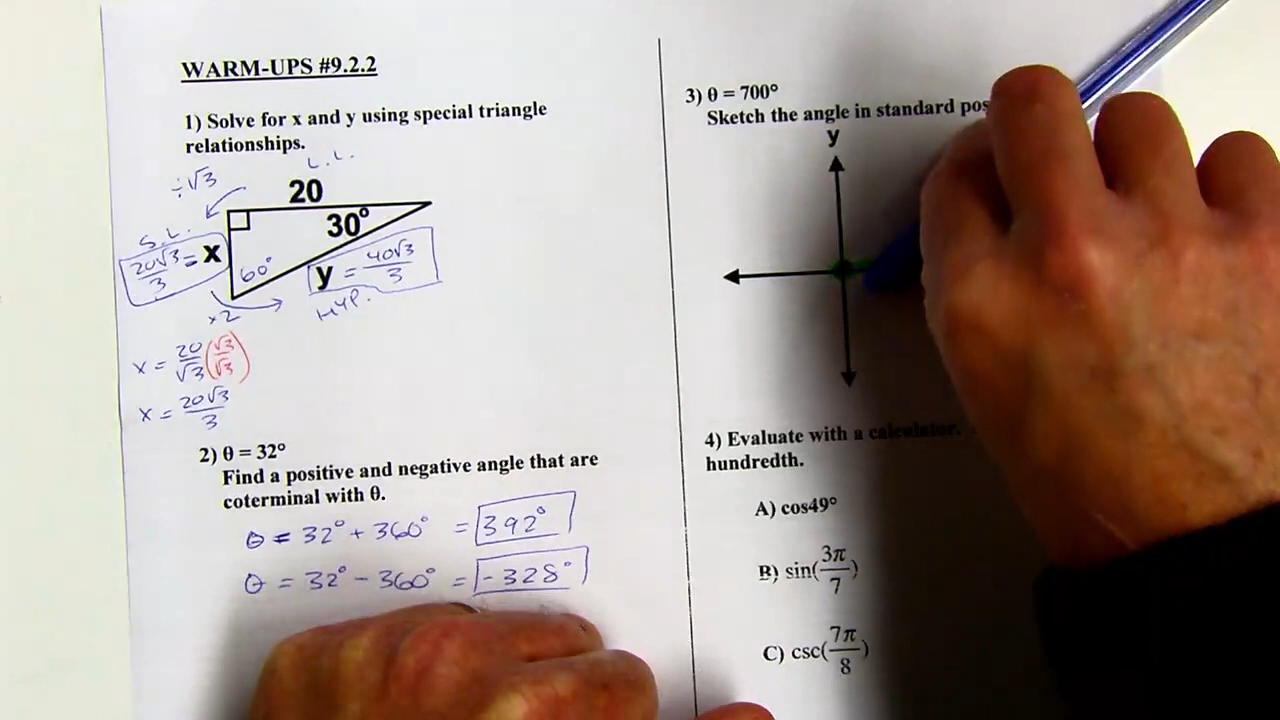 WARM-UPS #9.2.2
1) Solve for x and y using special triangle
relationships.
L.L.
÷√3
20
30°
S.L.
20√3/3 = x
60°
y = 40√3/3
HYP.
×2
x = 20/√3 (√3/√3)
x = 20√3/3
2) θ = 32°
Find a positive and negative angle that are
coterminal with θ.
θ = 32° + 360° = 392°
θ = 32° - 360° = -328°
3) θ = 700°
Sketch the angle in standard pos
y
4) Evaluate with a calculator.
hundredth.
A) cos49°
B) sin(3π/7)
C) csc(7π/8)